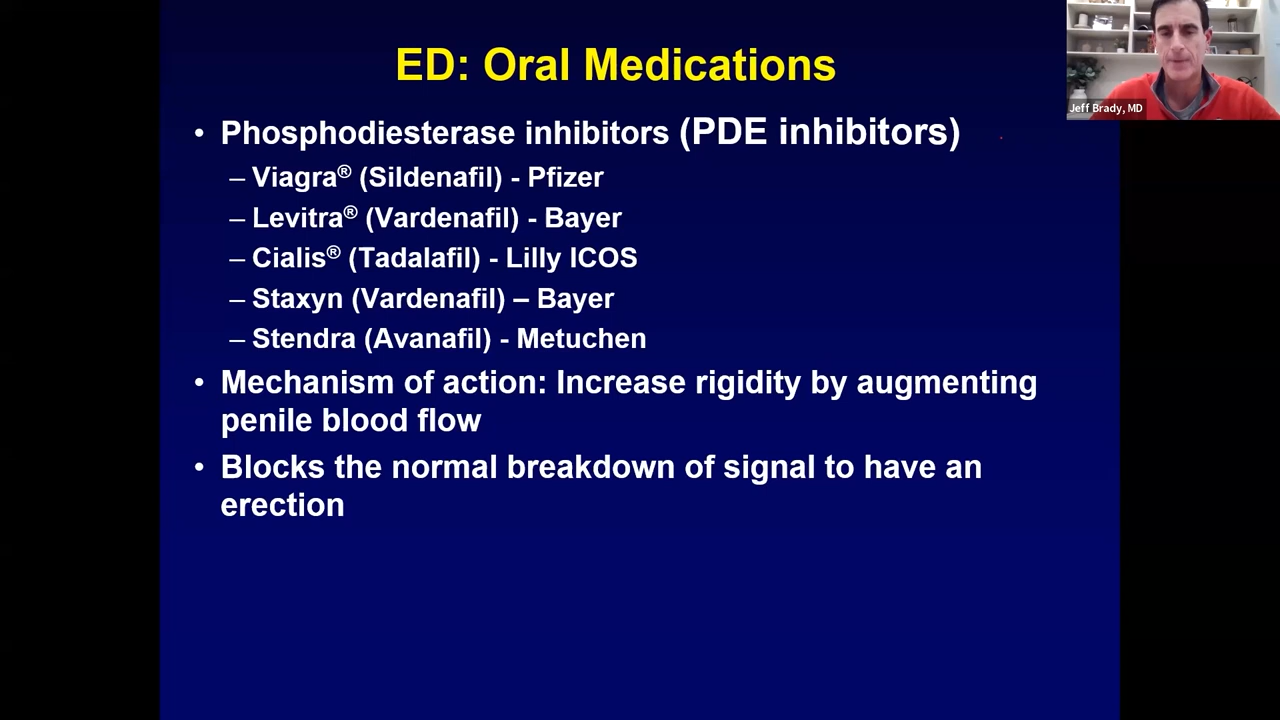 ED: Oral Medications
Jeff Brady, MD
• Phosphodiesterase inhibitors (PDE inhibitors)
– Viagra® (Sildenafil) - Pfizer
– Levitra® (Vardenafil) - Bayer
– Cialis® (Tadalafil) - Lilly ICOS
– Staxyn (Vardenafil) – Bayer
– Stendra (Avanafil) - Metuchen
• Mechanism of action: Increase rigidity by augmenting
penile blood flow
• Blocks the normal breakdown of signal to have an
erection